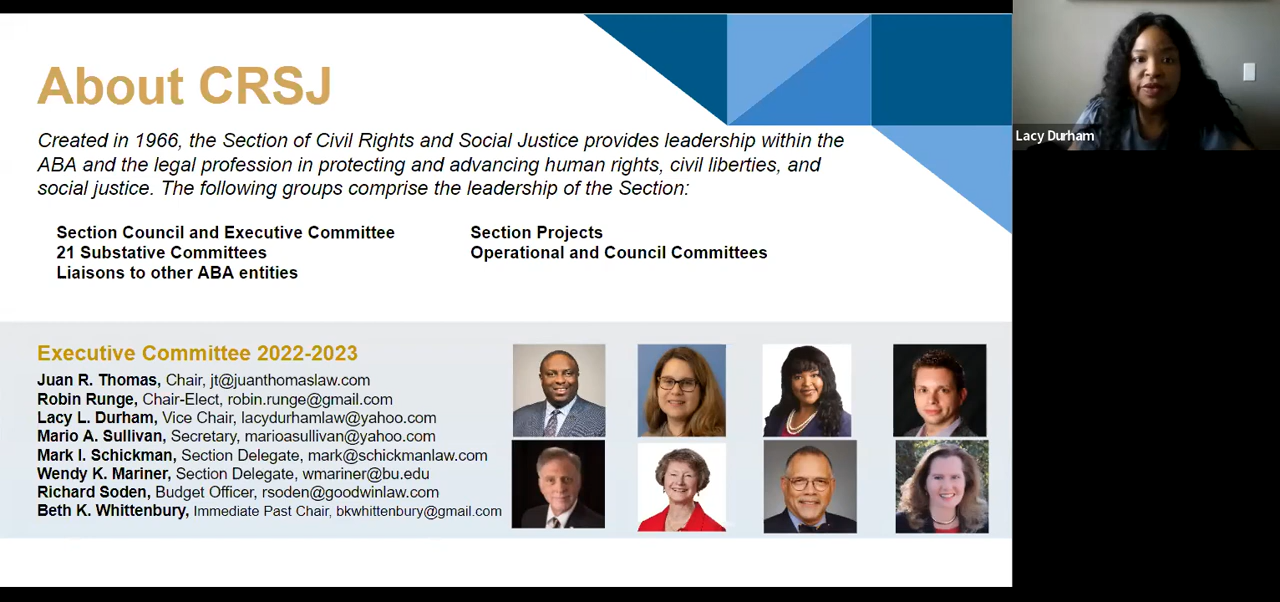 About CRSJ
Created in 1966, the Section of Civil Rights and Social Justice provides leadership within the
ABA and the legal profession in protecting and advancing human rights, civil liberties, and
social justice. The following groups comprise the leadership of the Section:
Section Council and Executive Committee
21 Substative Committees
Liaisons to other ABA entities
Section Projects
Operational and Council Committees
Executive Committee 2022-2023
Juan R. Thomas, Chair, jt@juanthomaslaw.com
Robin Runge, Chair-Elect, robin.runge@gmail.com
Lacy L. Durham, Vice Chair, lacydurhamlaw@yahoo.com
Mario A. Sullivan, Secretary, marioasullivan@yahoo.com
Mark I. Schickman, Section Delegate, mark@schickmanlaw.com
Wendy K. Mariner, Section Delegate, wmariner@bu.edu
Richard Soden, Budget Officer, rsoden@goodwinlaw.com
Beth K. Whittenbury, Immediate Past Chair, bkwhittenbury@gmail.com
Lacy Durham